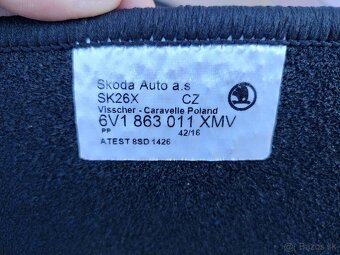 Skoda Auto a.s
SK26X CZ
Visscher - Caravelle Poland
6V1 863 011 XMV
PP 42/16
ATEST 8SD 1426
Bazos.sk